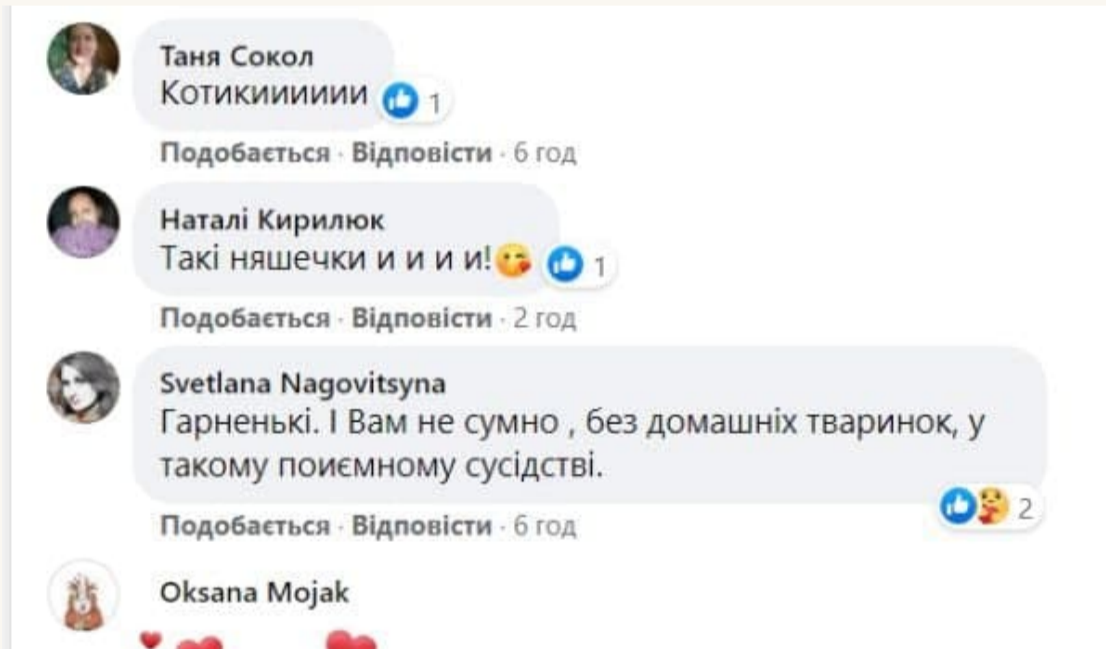 Таня Сокол
Котикииииии
1
Подобається · Відповісти · 6 год
Наталі Кирилюк
Такі няшечки и и и и!😘
1
Подобається · Відповісти · 2 год
Svetlana Nagovitsyna
Гарненькі. І Вам не сумно , без домашніх тваринок, у
такому поиємному сусідстві.
2
Подобається · Відповісти · 6 год
Oksana Mojak